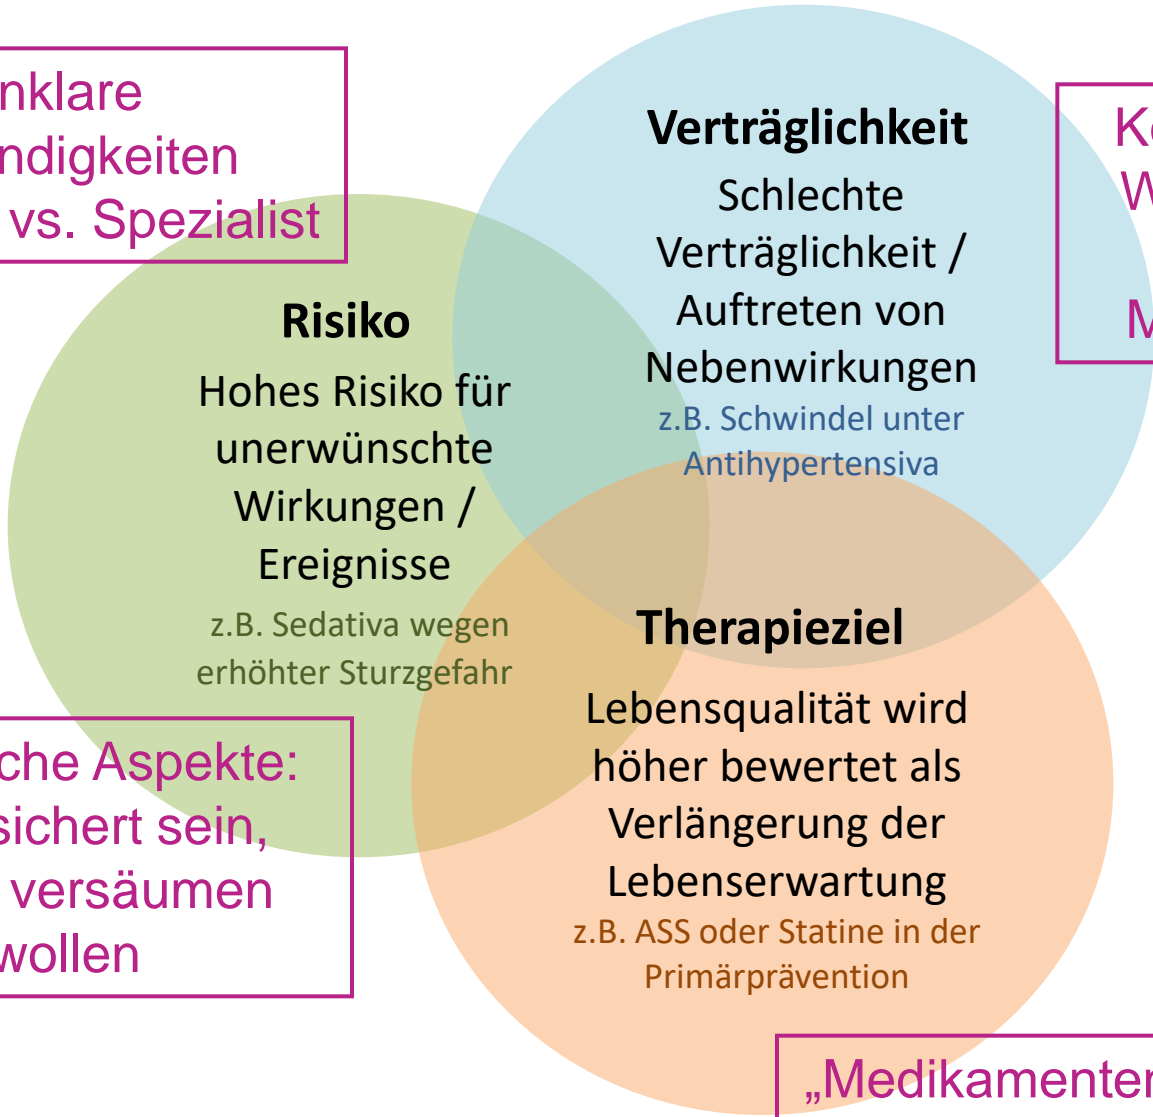 nklare
ndigkeiten
vs. Spezialist
Verträglichkeit
Schlechte
Verträglichkeit /
Auftreten von
Nebenwirkungen
z.B. Schwindel unter
Antihypertensiva
K
W
M
Risiko
Hohes Risiko für
unerwünschte
Wirkungen /
Ereignisse
z.B. Sedativa wegen
erhöhter Sturzgefahr
Therapieziel
Lebensqualität wird
höher bewertet als
Verlängerung der
Lebenserwartung
z.B. ASS oder Statine in der
Primärprävention
che Aspekte:
sichert sein,
versäumen
wollen
„Medikamenten